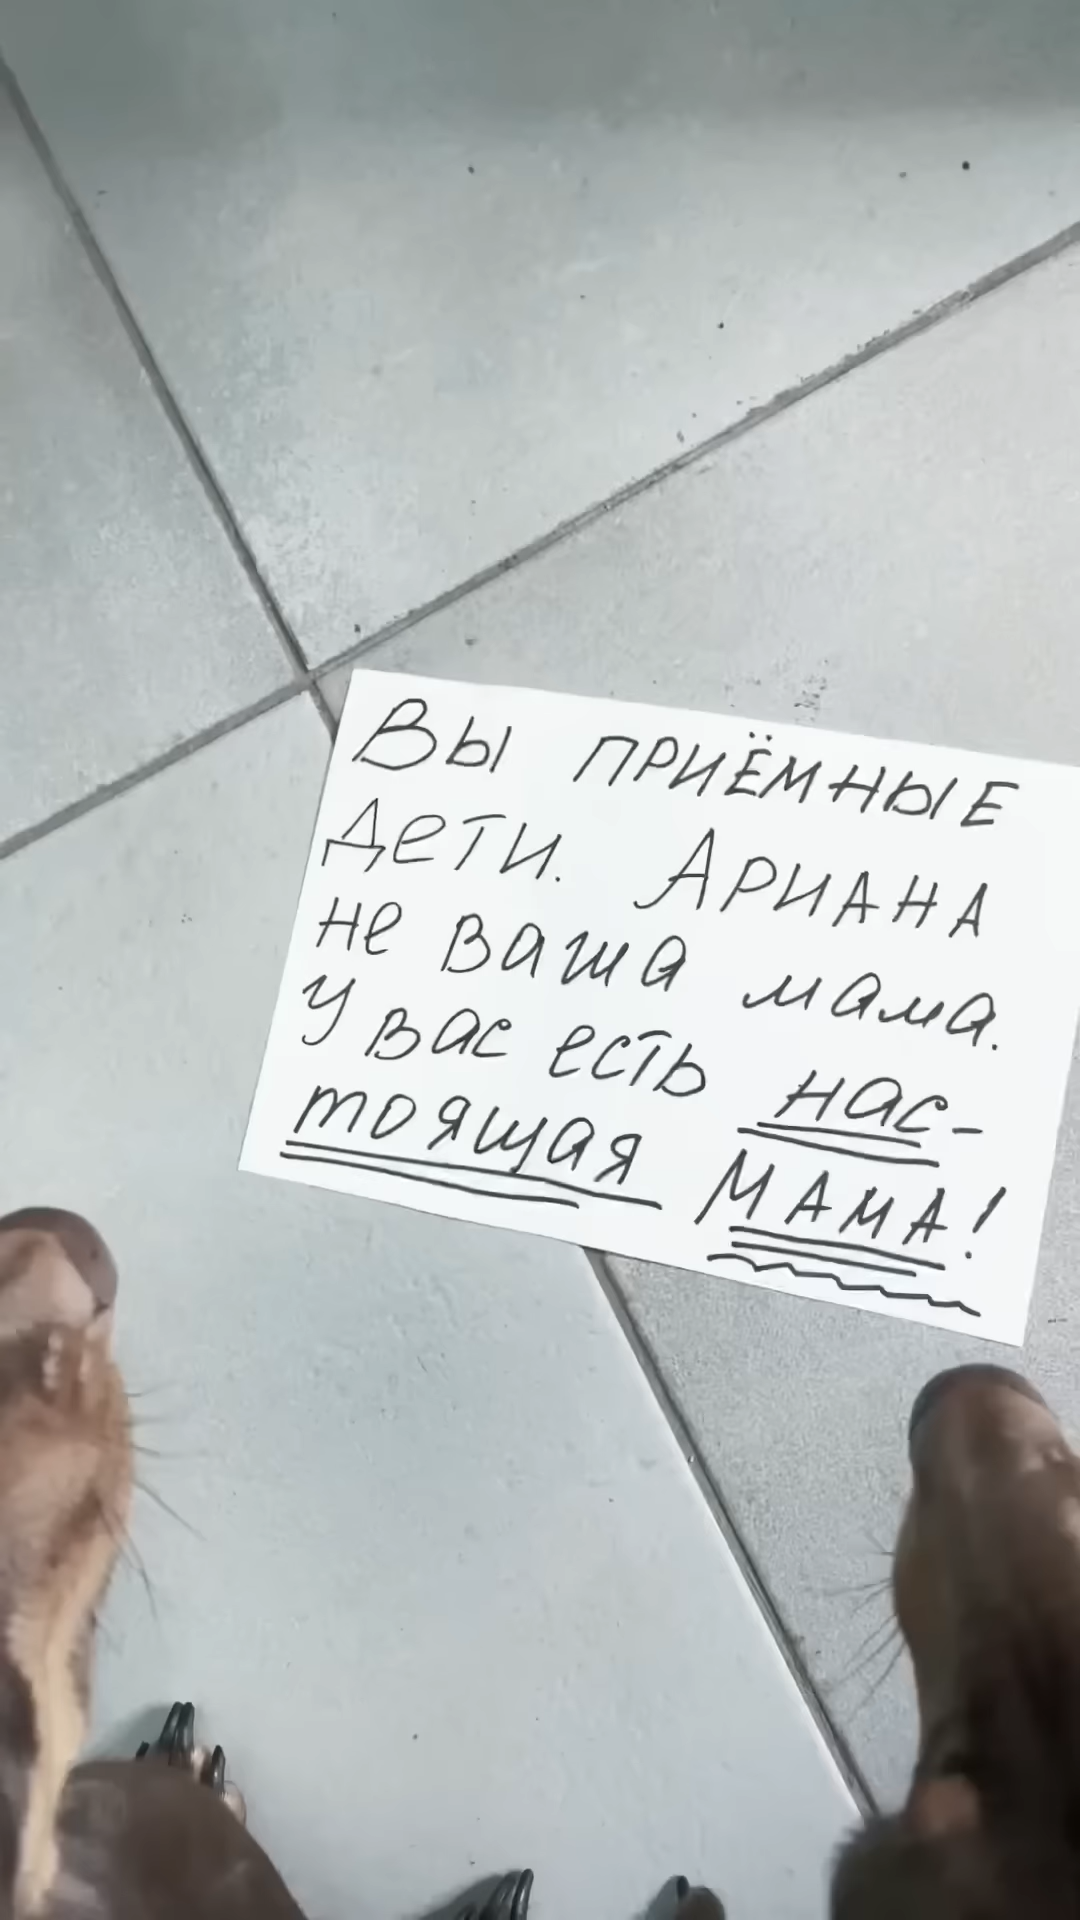 Вы приёмные
дети. Ариана
не ваша мама.
У вас есть нас-
тоящая мама!